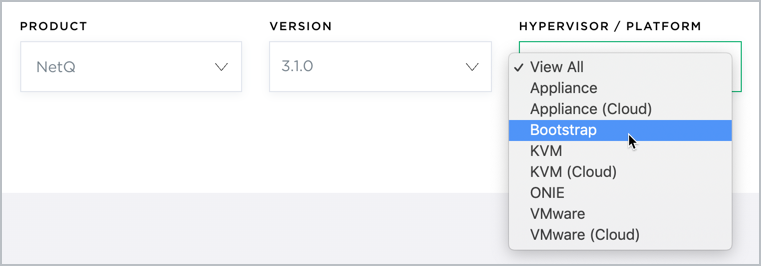 PRODUCT
VERSION
HYPERVISOR / PLATFORM
NetQ
3.1.0
View All
Appliance
Appliance (Cloud)
Bootstrap
KVM
KVM (Cloud)
ONIE
VMware
VMware (Cloud)